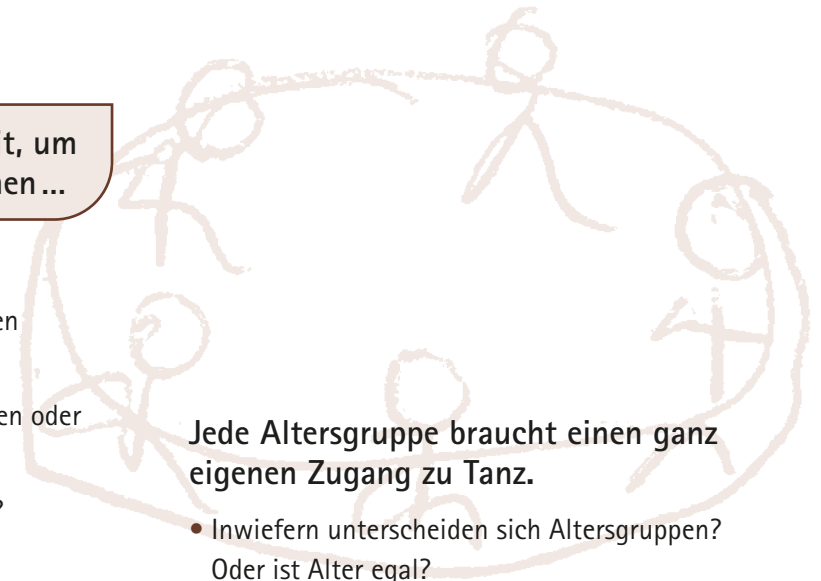 it, um
nen ...
en
en oder
?
Jede Altersgruppe braucht einen ganz
eigenen Zugang zu Tanz.
• Inwiefern unterscheiden sich Altersgruppen?
Oder ist Alter egal?